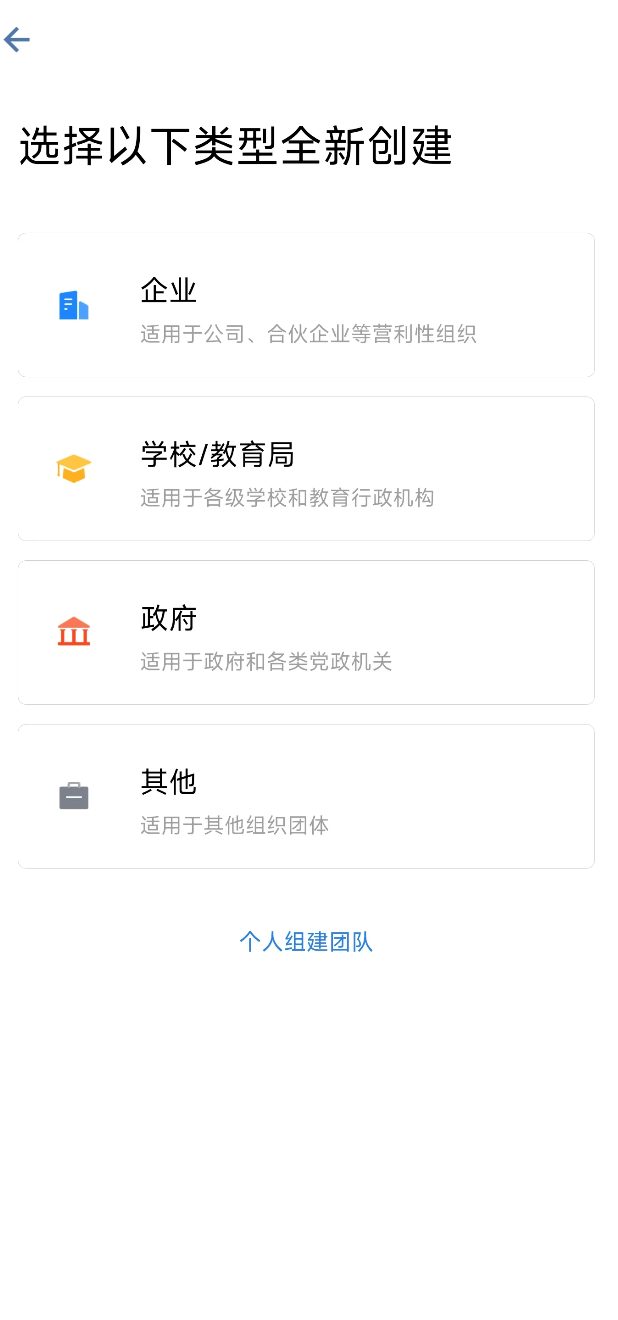 选择以下类型全新创建
企业
适用于公司、合伙企业等营利性组织
学校/教育局
适用于各级学校和教育行政机构
政府
适用于政府和各类党政机关
其他
适用于其他组织团体
个人组建团队